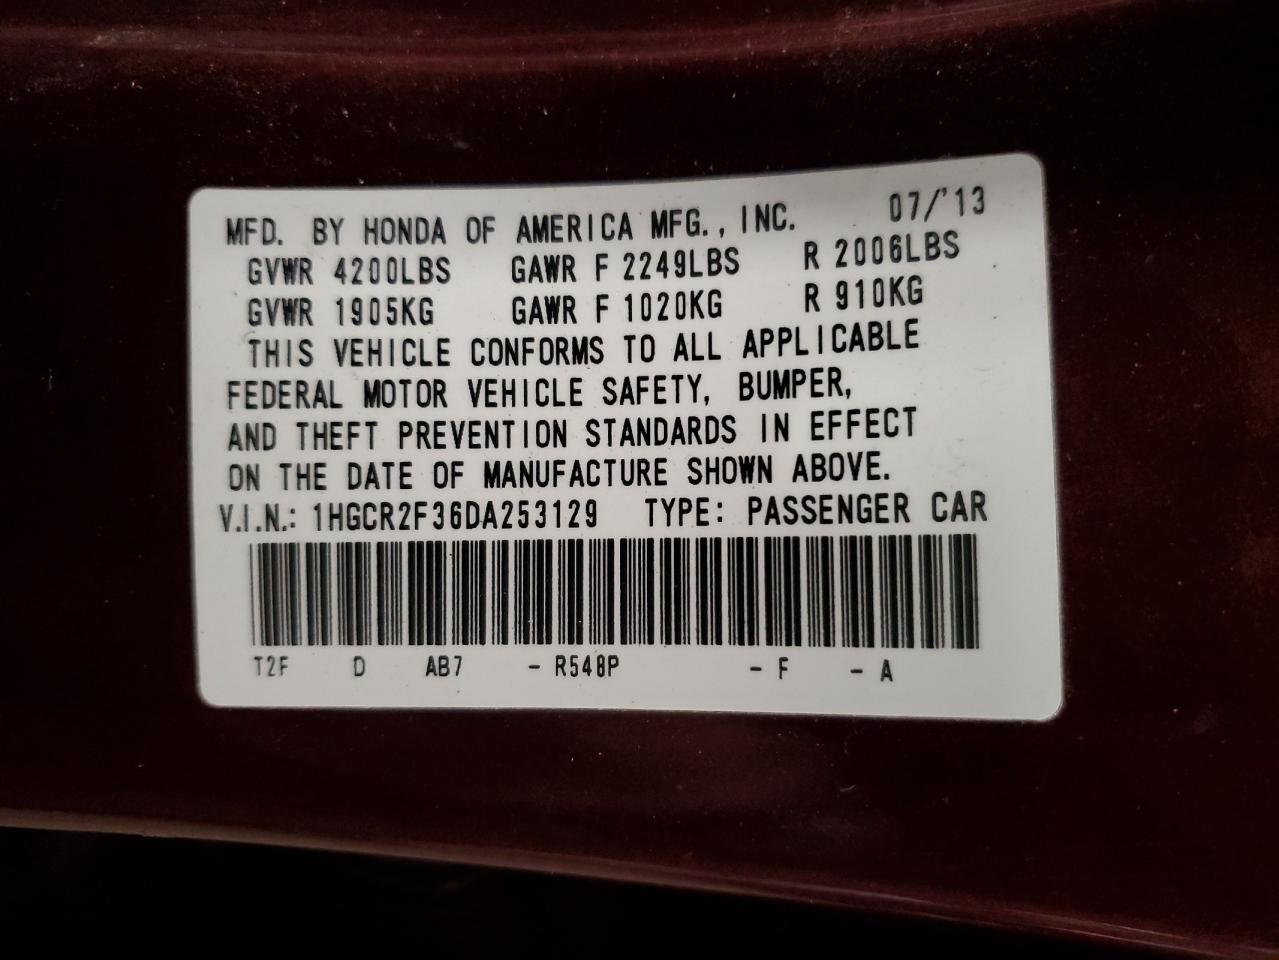 MFD. BY HONDA OF AMERICA MFG., INC. 07/'13
GVWR 4200LBS GAWR F 2249LBS R 2006LBS
GVWR 1905KG GAWR F 1020KG R 910KG
THIS VEHICLE CONFORMS TO ALL APPLICABLE
FEDERAL MOTOR VEHICLE SAFETY, BUMPER,
AND THEFT PREVENTION STANDARDS IN EFFECT
ON THE DATE OF MANUFACTURE SHOWN ABOVE.
V.I.N.: 1HGCR2F36DA253129 TYPE: PASSENGER CAR
T2F D AB7 - R548P - F - A